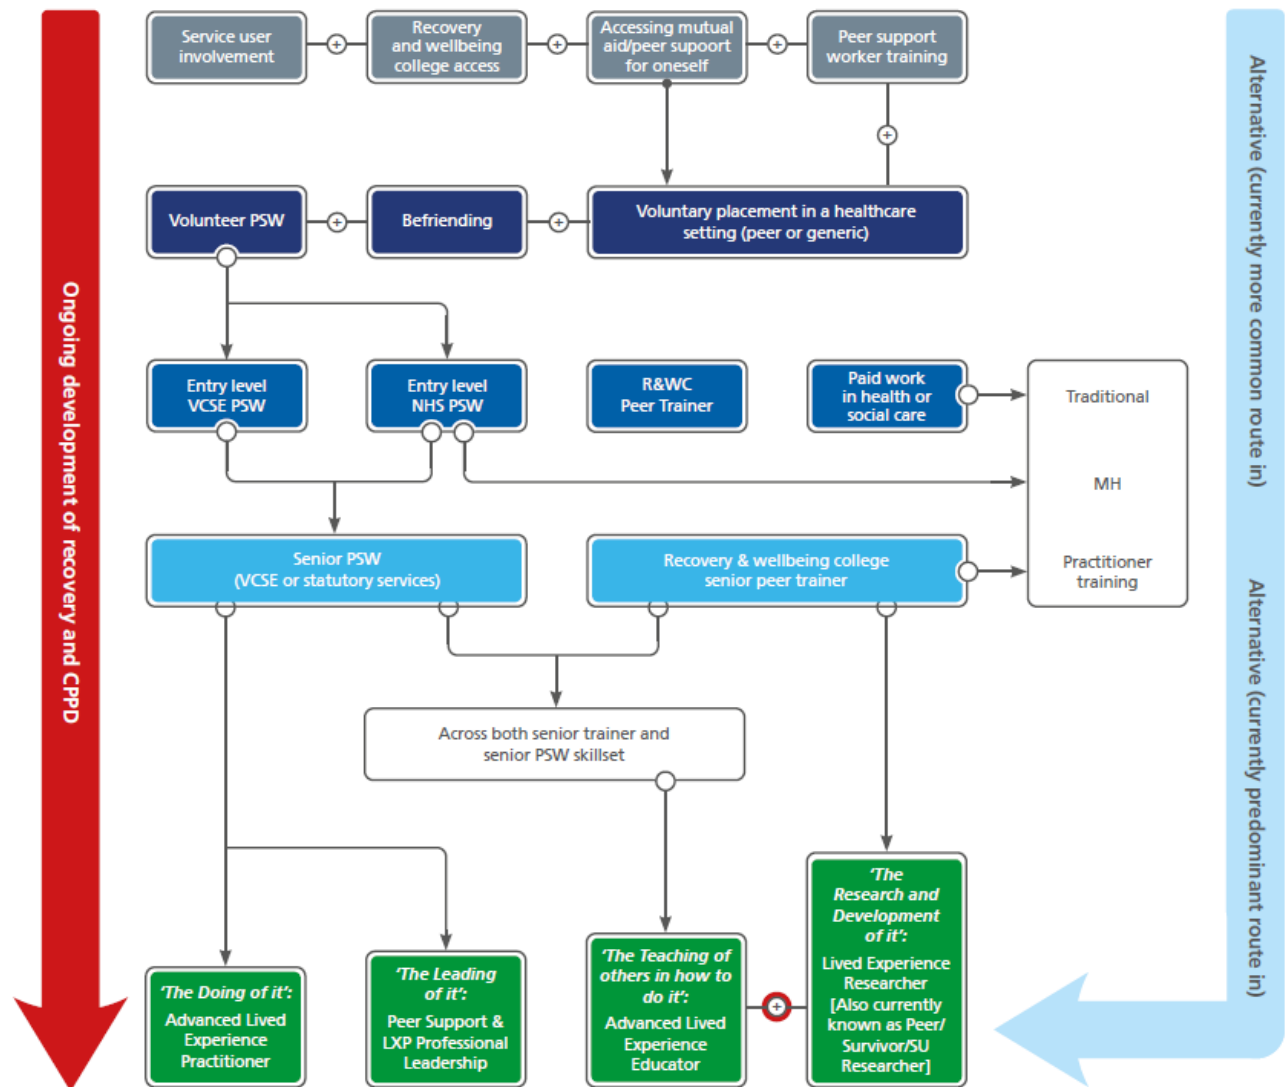 Service user
involvement
Recovery
and wellbeing
college access
Accessing mutual
aid/peer supoort
for oneself
Peer support
worker training
Volunteer PSW
Befriending
Voluntary placement in a healthcare
setting (peer or generic)
Entry level
VCSE PSW
Entry level
NHS PSW
R&WC
Peer Trainer
Paid work
in health or
social care
Traditional
MH
Practitioner
training
Senior PSW
(VCSE or statutory services)
Recovery & wellbeing college
senior peer trainer
Across both senior trainer and
senior PSW skillset
'The Doing of it':
Advanced Lived
Experience
Practitioner
'The Leading
of it':
Peer Support &
LXP Professional
Leadership
'The Teaching of
others in how to
do it':
Advanced Lived
Experience
Educator
'The
Research and
Development
of it':
Lived Experience
Researcher
[Also currently
known as Peer/
Survivor/SU
Researcher]
Ongoing development of recovery and CPPD
Alternative (currently more common route in)
Alternative (currently predominant route in)